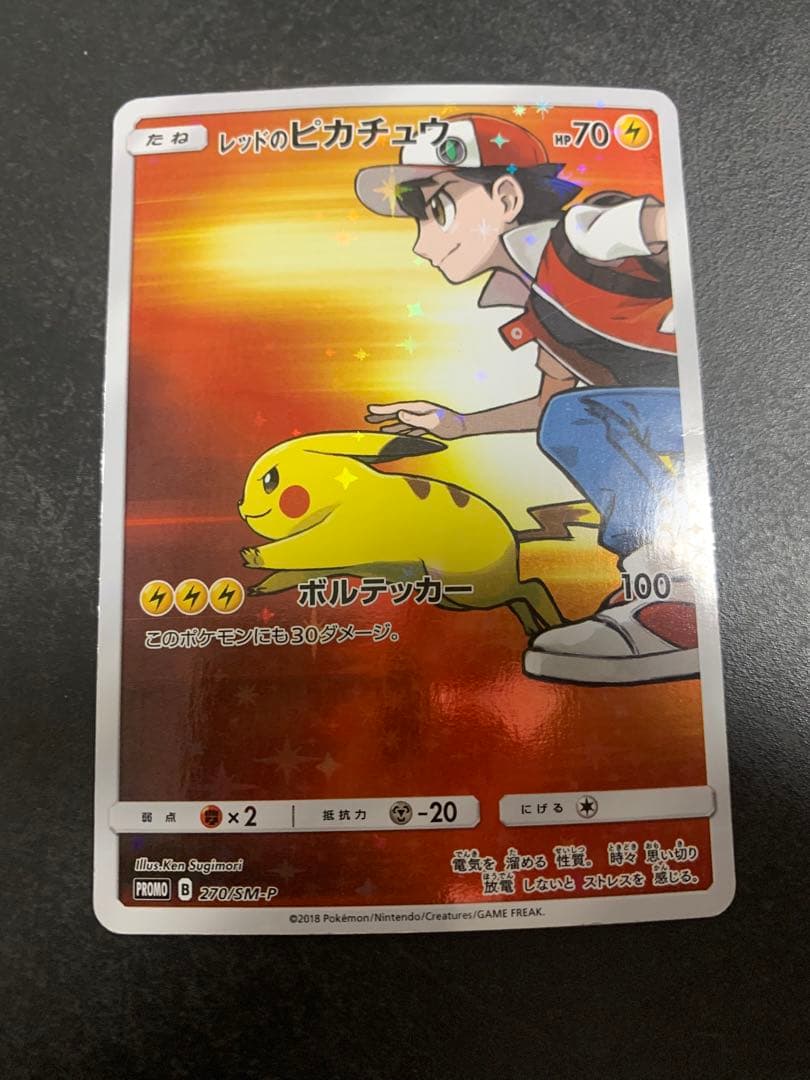 たね レッドのピカチュウ HP70
ボルテッカー 100
このポケモンにも30ダメージ。
弱点 ×2 抵抗力 -20 にげる
Illus.Ken Sugimori
PROMO B 270/SM-P
電気を 溜める 性質。 時々 思い切り
放電 しないと ストレスを 感じる。
©2018 Pokémon/Nintendo/Creatures/GAME FREAK.